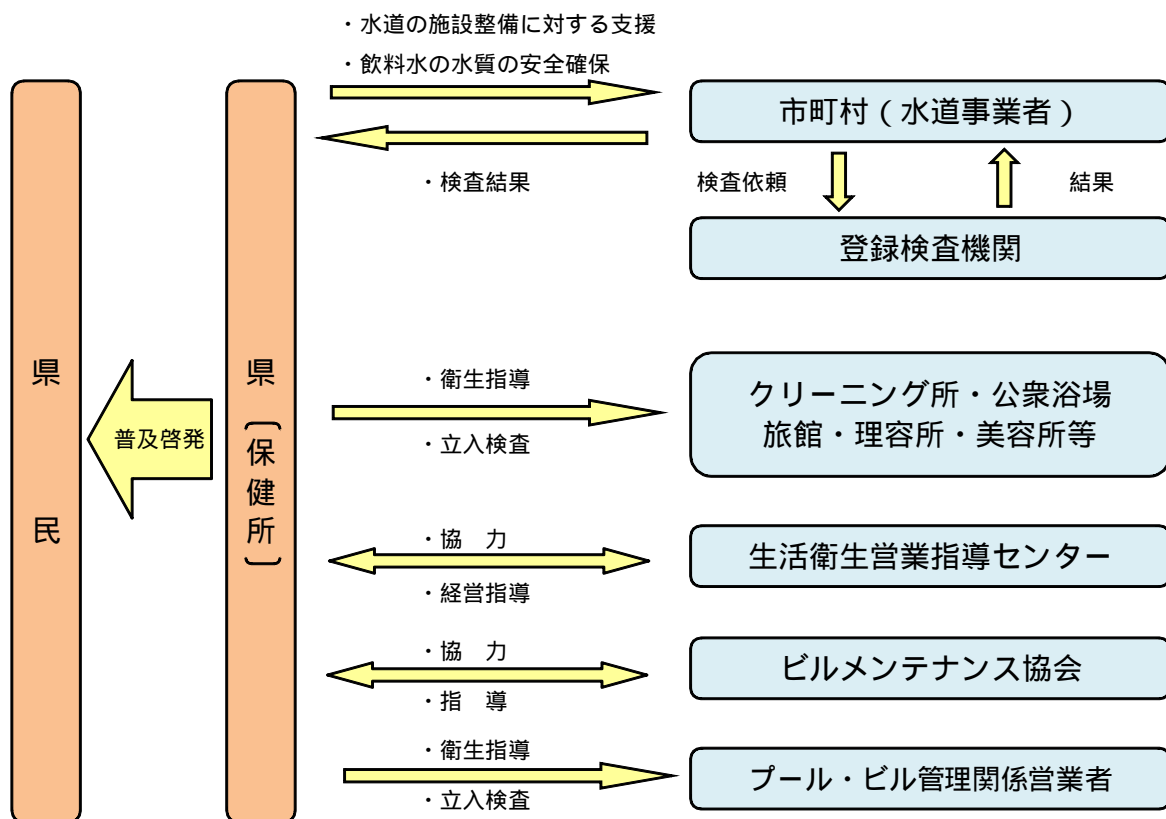 ・水道の施設整備に対する支援
・飲料水の水質の安全確保
市町村（水道事業者）
・検査結果
検査依頼
結果
登録検査機関
県民
普及啓発
県〔保健所〕
・衛生指導
・立入検査
クリーニング所・公衆浴場
旅館・理容所・美容所等
・協　力
・経営指導
生活衛生営業指導センター
・協　力
・指　導
ビルメンテナンス協会
・衛生指導
・立入検査
プール・ビル管理関係営業者